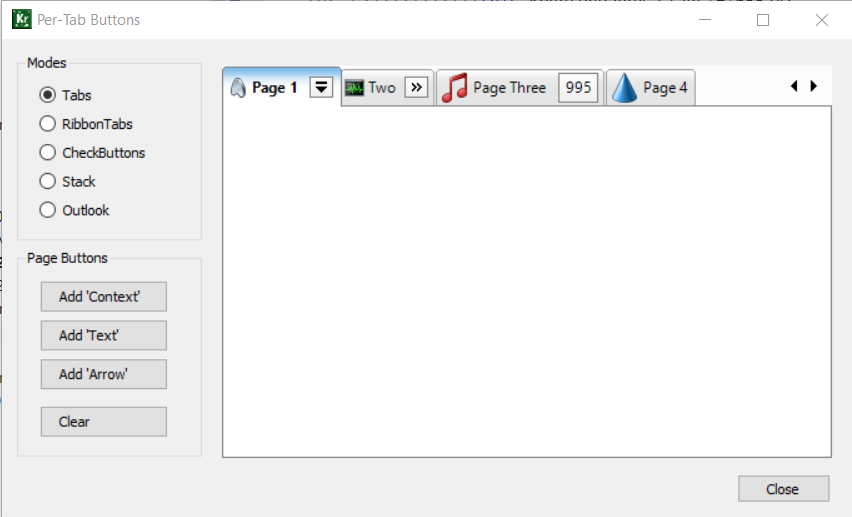 Kr Per-Tab Buttons
Modes
Tabs
RibbonTabs
CheckButtons
Stack
Outlook
Page Buttons
Add 'Context'
Add 'Text'
Add 'Arrow'
Clear
Page 1 Two » Page Three 995 Page 4
Close